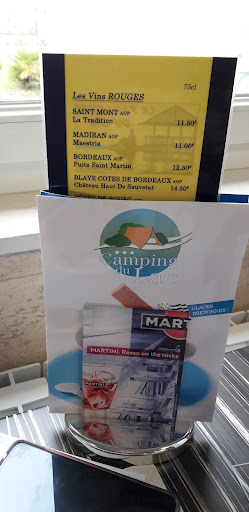 75cl
Les Vins ROUGES
SAINT MONT AOP
La Tradition 11.50€
MADIRAN AOP
Maestria 11.00€
BORDEAUX AOP
Puits Saint Martin 12.50€
BLAYE COTES DE BORDEAUX AOP
Château Haut De Sauvetat 14.50€
Camping
du Lac
GLACES
BRETONNES !
MART
MARTINI. Rosso on the rocks